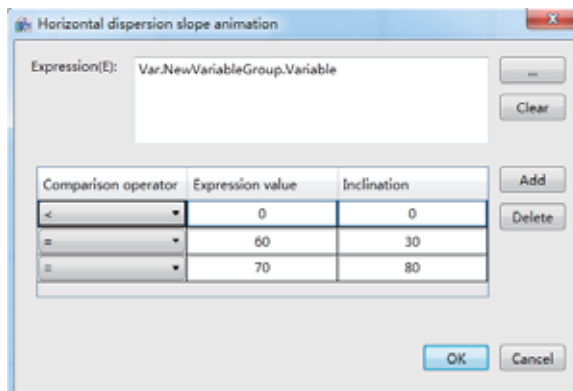 Horizontal dispersion slope animation
Expression(E): Var.NewVariableGroup.Variable ...
Clear
Comparison operator Expression value Inclination Add
< 0 0 Delete
= 60 30
= 70 80
OK Cancel